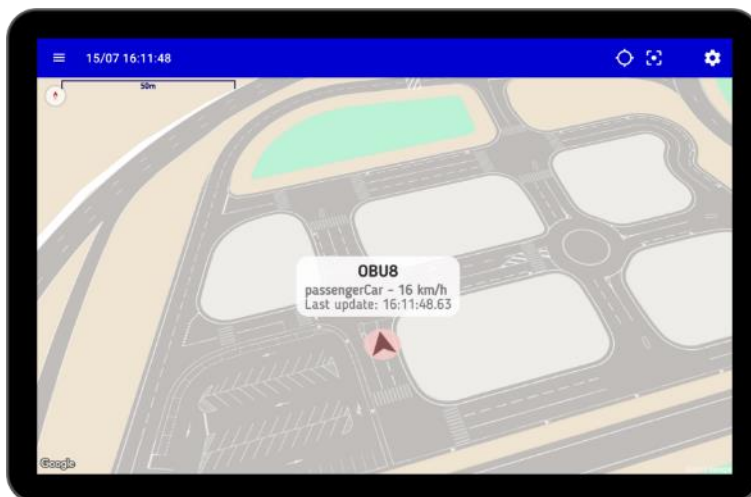 15/07 16:11:48
50m
OBU8
passengerCar - 16 km/h
Last update: 16:11:48.63
Google